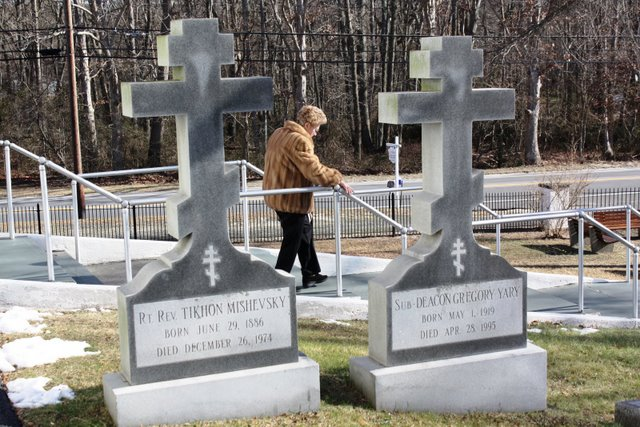 Rt. Rev. TIKHON MISHEVSKY
BORN JUNE 29, 1886
DIED DECEMBER 26, 1974
SUB-DEACON GREGORY YARY
BORN MAY 1, 1919
DIED APR. 28, 1995